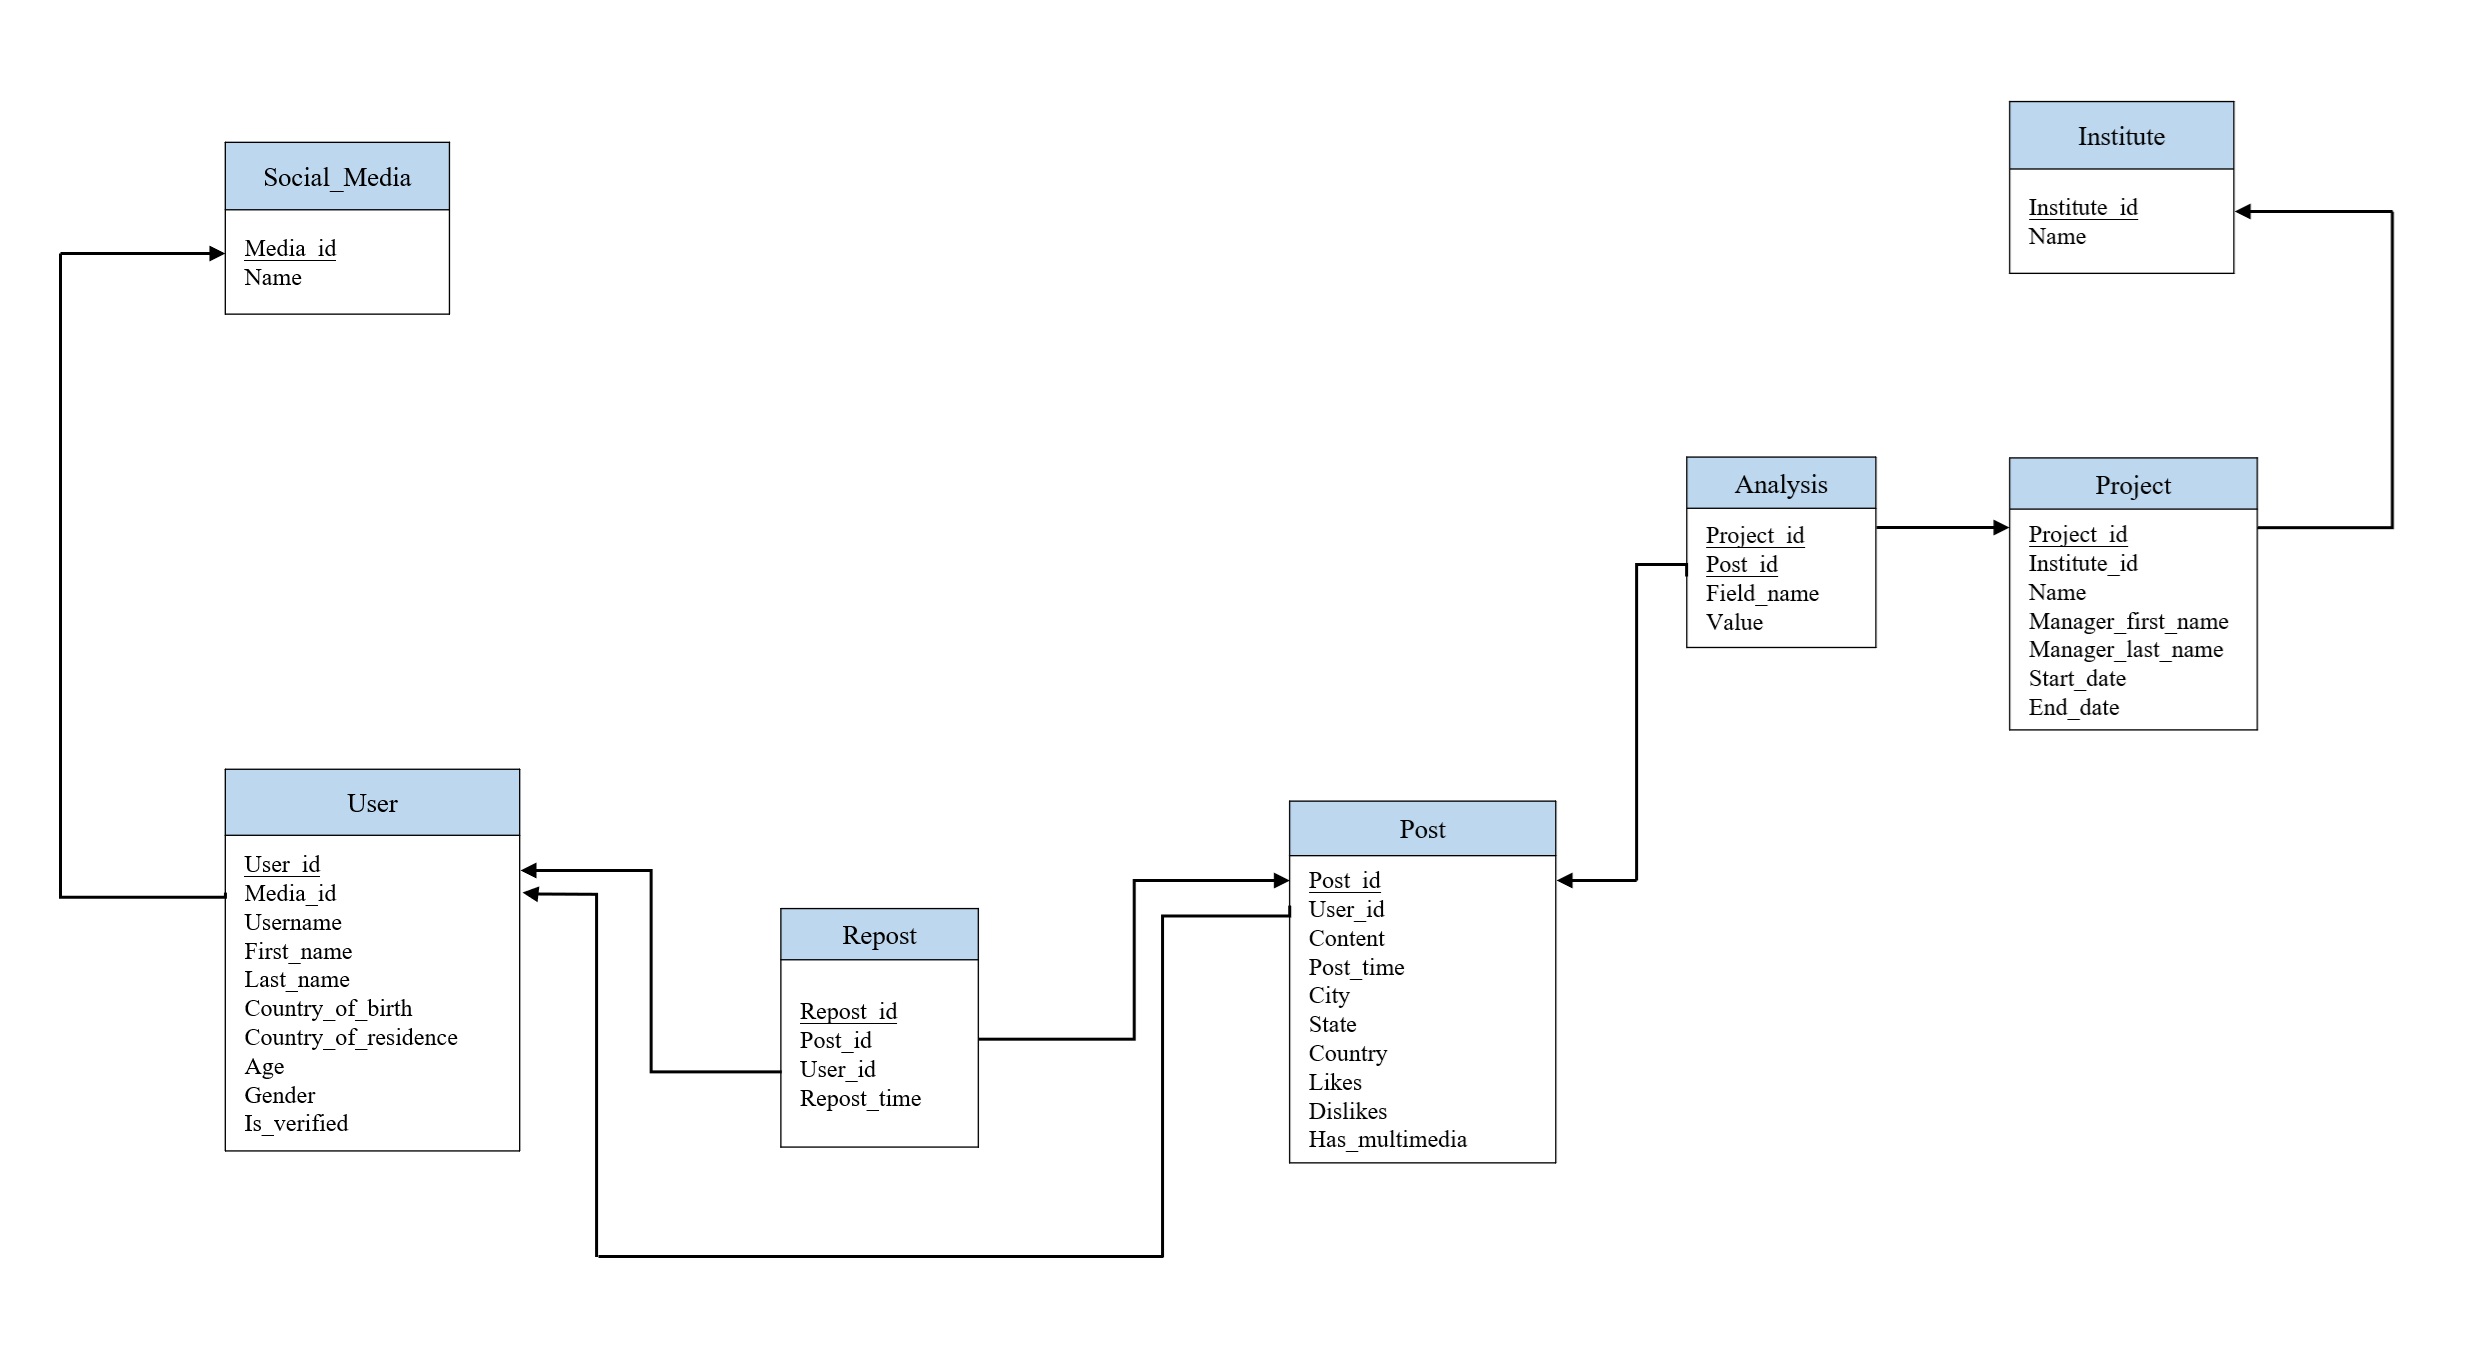 Social_Media
Media_id
Name
Institute
Institute_id
Name
Analysis
Project_id
Post_id
Field_name
Value
Project
Project_id
Institute_id
Name
Manager_first_name
Manager_last_name
Start_date
End_date
User
User_id
Media_id
Username
First_name
Last_name
Country_of_birth
Country_of_residence
Age
Gender
Is_verified
Repost
Repost_id
Post_id
User_id
Repost_time
Post
Post_id
User_id
Content
Post_time
City
State
Country
Likes
Dislikes
Has_multimedia